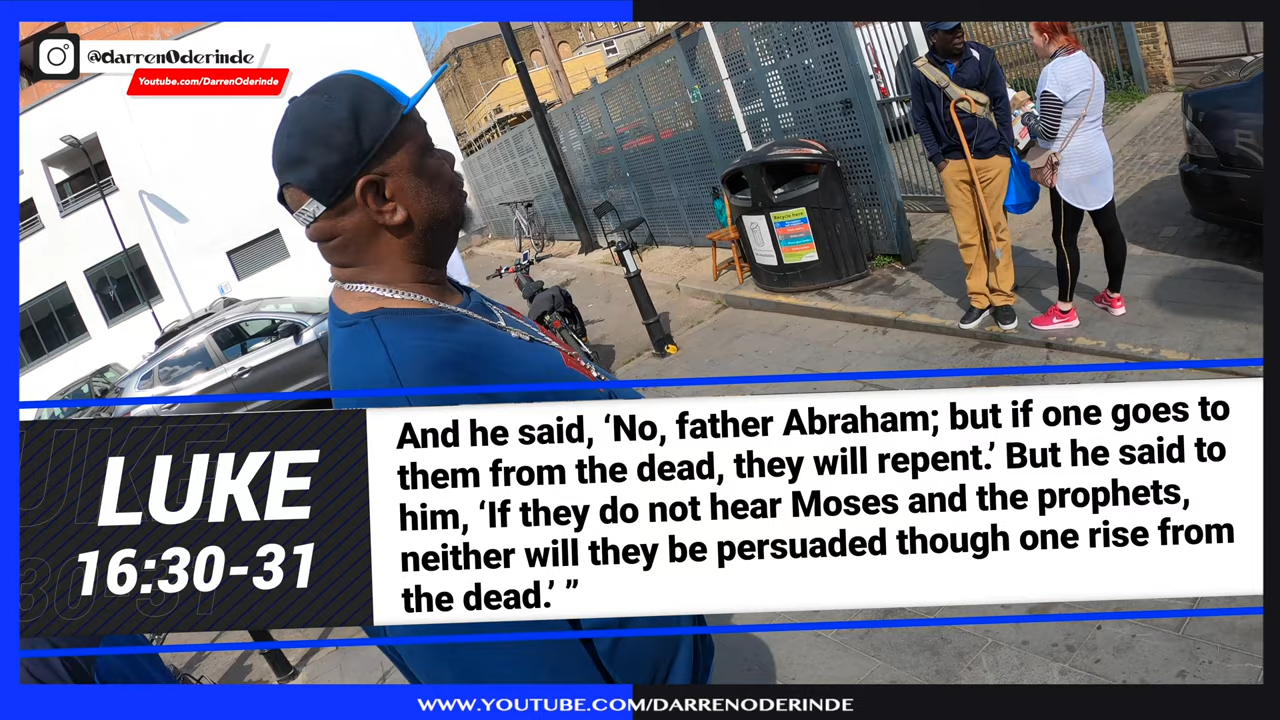 @darrenOderinde
Youtube.com/DarrenOderinde
Recycle here
LUKE
16:30-31
And he said, ‘No, father Abraham; but if one goes to
them from the dead, they will repent.’ But he said to
him, ‘If they do not hear Moses and the prophets,
neither will they be persuaded though one rise from
the dead.’ ”
WWW.YOUTUBE.COM/DARRENODERINDE